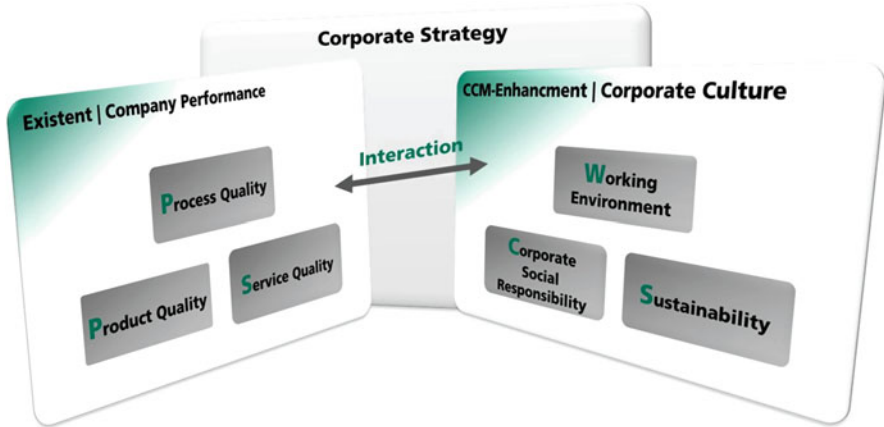 Corporate Strategy
Existent | Company Performance
Process Quality
Product Quality
Service Quality
Interaction
CCM-Enhancment | Corporate Culture
Working
Environment
Corporate
Social
Responsibility
Sustainability